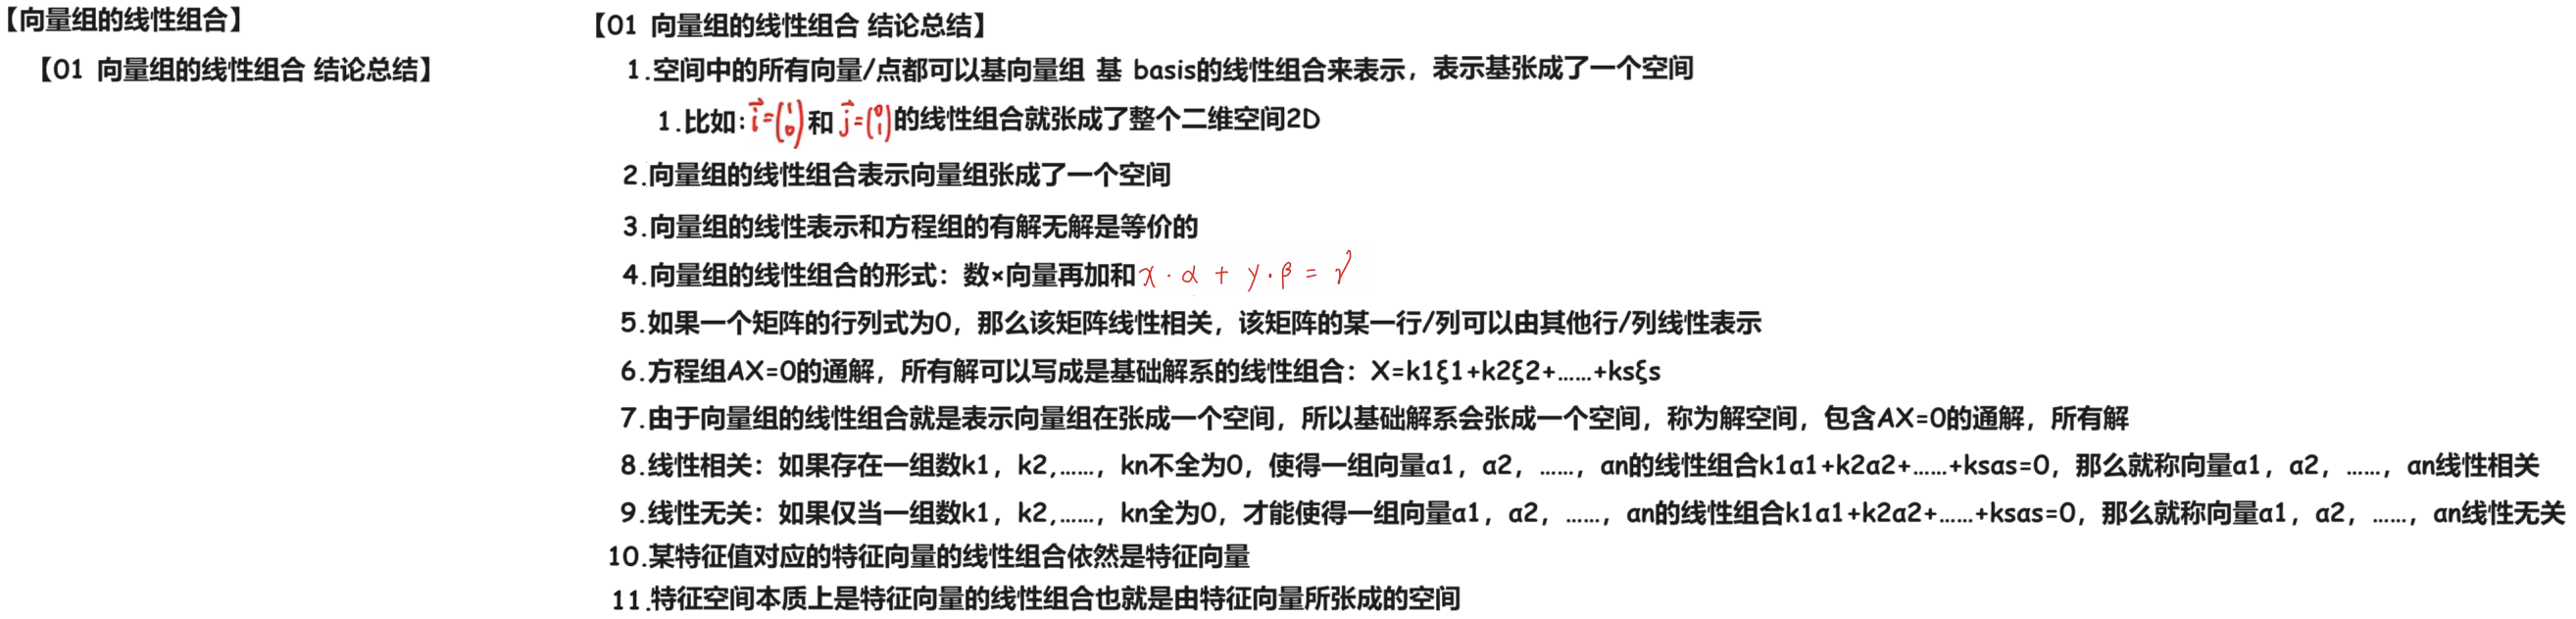 【向量组的线性组合】
【01 向量组的线性组合 结论总结】
【01 向量组的线性组合 结论总结】
1.空间中的所有向量/点都可以基向量组 基 basis的线性组合来表示，表示基张成了一个空间
1.比如:i⃗=(1 0)和 j⃗=(0 1)的线性组合就张成了整个二维空间2D
2.向量组的线性组合表示向量组张成了一个空间
3.向量组的线性表示和方程组的有解无解是等价的
4.向量组的线性组合的形式：数×向量再加和x·α + y·β = γ
5.如果一个矩阵的行列式为0，那么该矩阵线性相关，该矩阵的某一行/列可以由其他行/列线性表示
6.方程组AX=0的通解，所有解可以写成是基础解系的线性组合：X=k1ξ1+k2ξ2+……+ksξs
7.由于向量组的线性组合就是表示向量组在张成一个空间，所以基础解系会张成一个空间，称为解空间，包含AX=0的通解，所有解
8.线性相关：如果存在一组数k1，k2,……，kn不全为0，使得一组向量α1，α2，……，αn的线性组合k1α1+k2α2+……+ksαs=0，那么就称向量α1，α2，……，αn线性相关
9.线性无关：如果仅当一组数k1，k2,……，kn全为0，才能使得一组向量α1，α2，……，αn的线性组合k1α1+k2α2+……+ksαs=0，那么就称向量α1，α2，……，αn线性无关
10.某特征值对应的特征向量的线性组合依然是特征向量
11.特征空间本质上是特征向量的线性组合也就是由特征向量所张成的空间